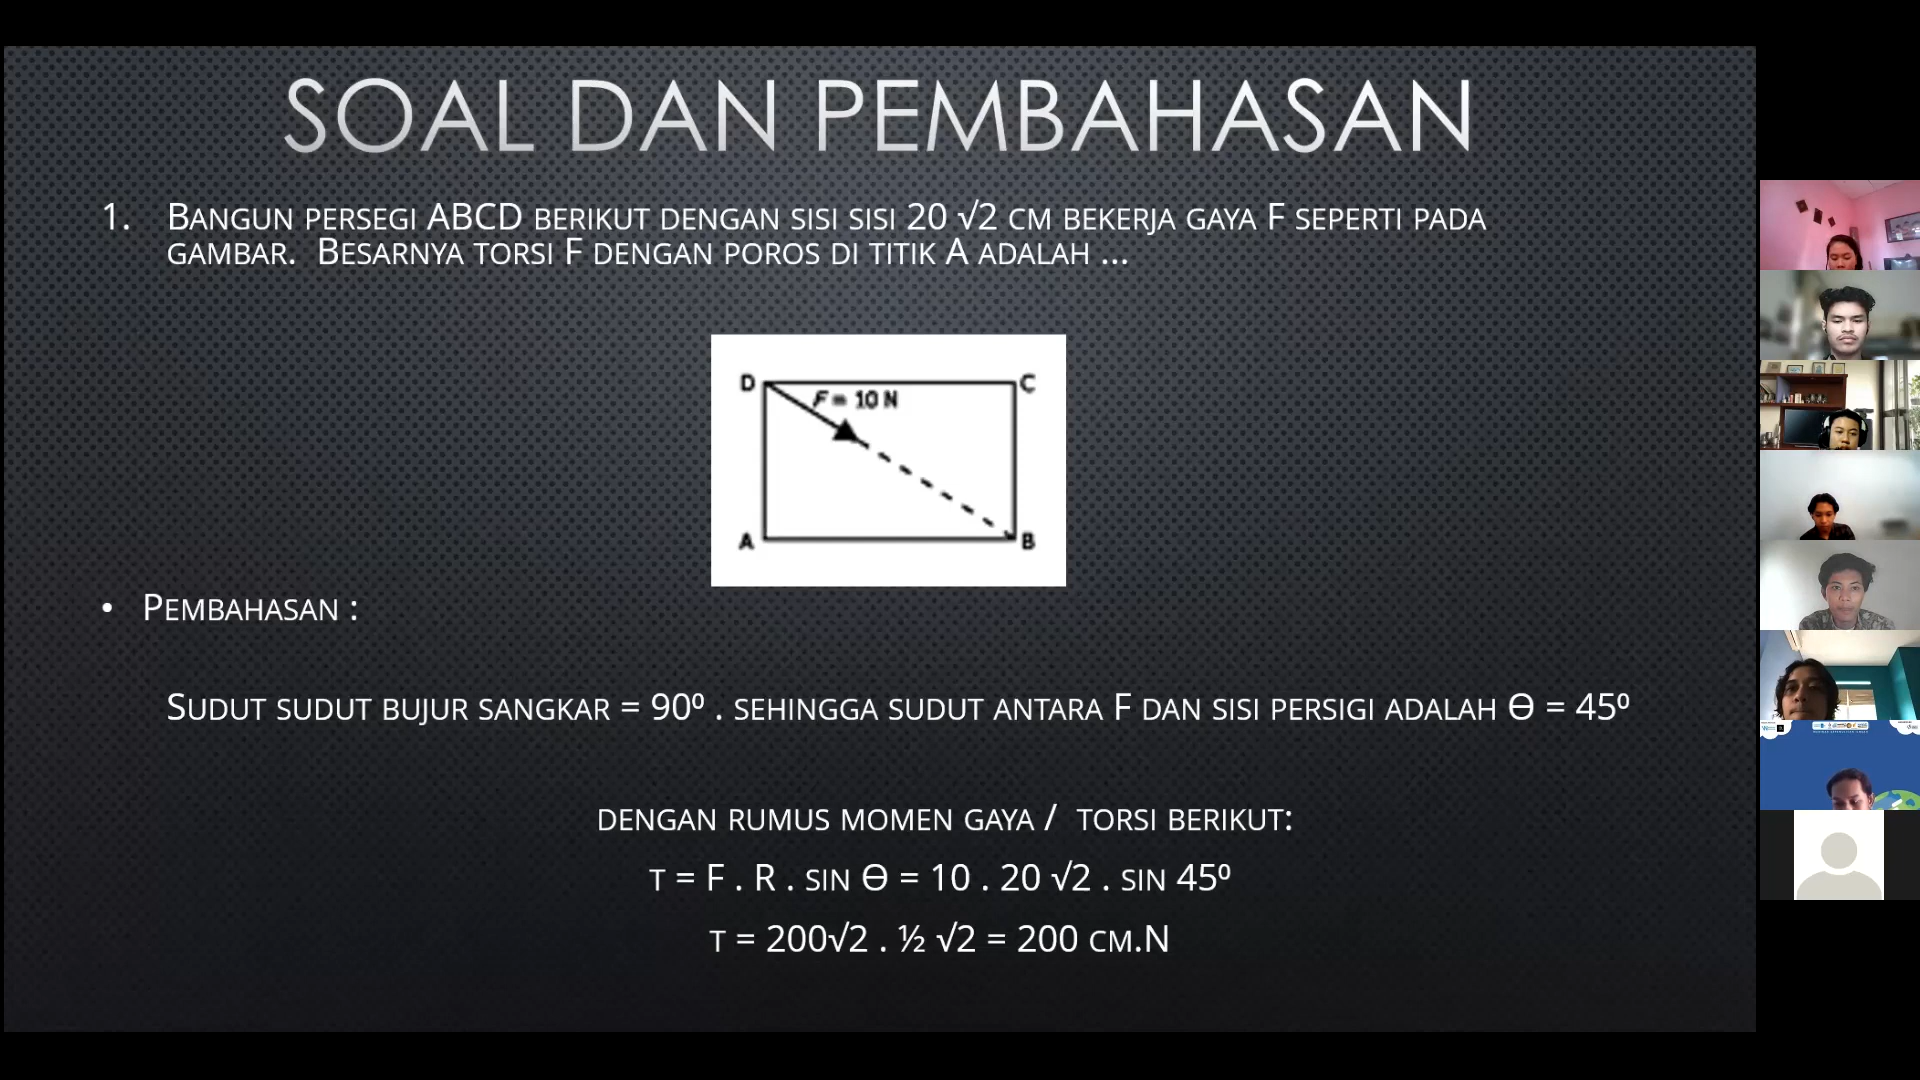 SOAL DAN PEMBAHASAN
1. BANGUN PERSEGI ABCD BERIKUT DENGAN SISI SISI 20 √2 CM BEKERJA GAYA F SEPERTI PADA
GAMBAR. BESARNYA TORSI F DENGAN POROS DI TITIK A ADALAH ...
D
C
F = 10 N
A
B
• PEMBAHASAN :
SUDUT SUDUT BUJUR SANGKAR = 90⁰ . SEHINGGA SUDUT ANTARA F DAN SISI PERSIGI ADALAH Ɵ = 45⁰
DENGAN RUMUS MOMEN GAYA / TORSI BERIKUT:
Τ = F . R . SIN Ɵ = 10 . 20 √2 . SIN 45⁰
Τ = 200√2 . ½ √2 = 200 CM.N